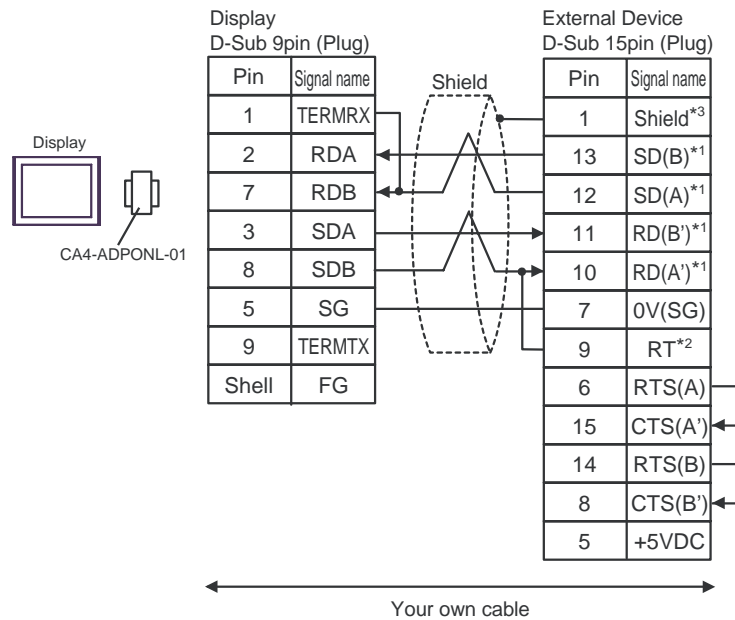 Display
D-Sub 9pin (Plug)
External Device
D-Sub 15pin (Plug)
Pin Signal name
Shield
Pin Signal name
1 TERMRX
1 Shield*3
Display
2 RDA
13 SD(B)*1
7 RDB
12 SD(A)*1
3 SDA
11 RD(B')*1
CA4-ADPONL-01
8 SDB
10 RD(A')*1
5 SG
7 0V(SG)
9 TERMTX
9 RT*2
Shell FG
6 RTS(A)
15 CTS(A')
14 RTS(B)
8 CTS(B')
5 +5VDC
Your own cable